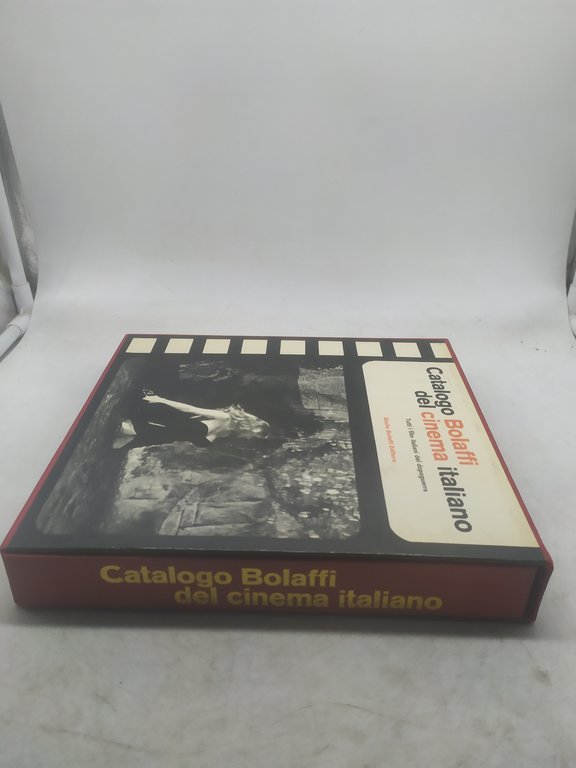 Catalogo Bolaffi
del cinema italiano
Tutti i film italiani del dopoguerra
Giulio Bolaffi Editore
Catalogo Bolaffi
del cinema italiano